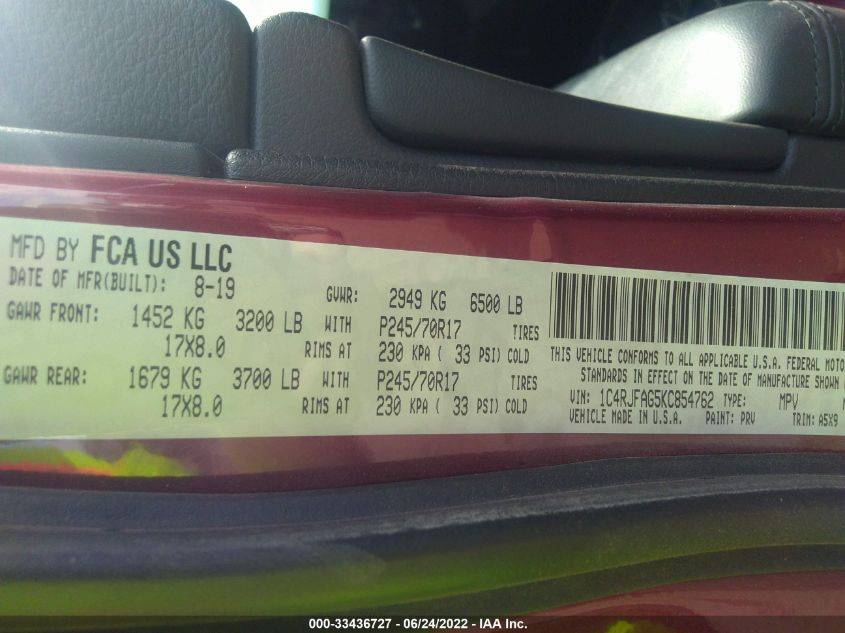 MFD BY FCA US LLC
DATE OF MFR(BUILT): 8-19 GVWR: 2949 KG 6500 LB
GAWR FRONT: 1452 KG 3200 LB WITH P245/70R17 TIRES
17X8.0 RIMS AT 230 KPA ( 33 PSI) COLD
GAWR REAR: 1679 KG 3700 LB WITH P245/70R17 TIRES
17X8.0 RIMS AT 230 KPA ( 33 PSI) COLD
THIS VEHICLE CONFORMS TO ALL APPLICABLE U.S.A. FEDERAL MOTO
STANDARDS IN EFFECT ON THE DATE OF MANUFACTURE SHOWN
VIN: 1C4RJFAG5KC854762 TYPE: MPV
VEHICLE MADE IN U.S.A. PAINT: PRV TRIM: A5X9
000-33436727 - 06/24/2022 - IAA Inc.